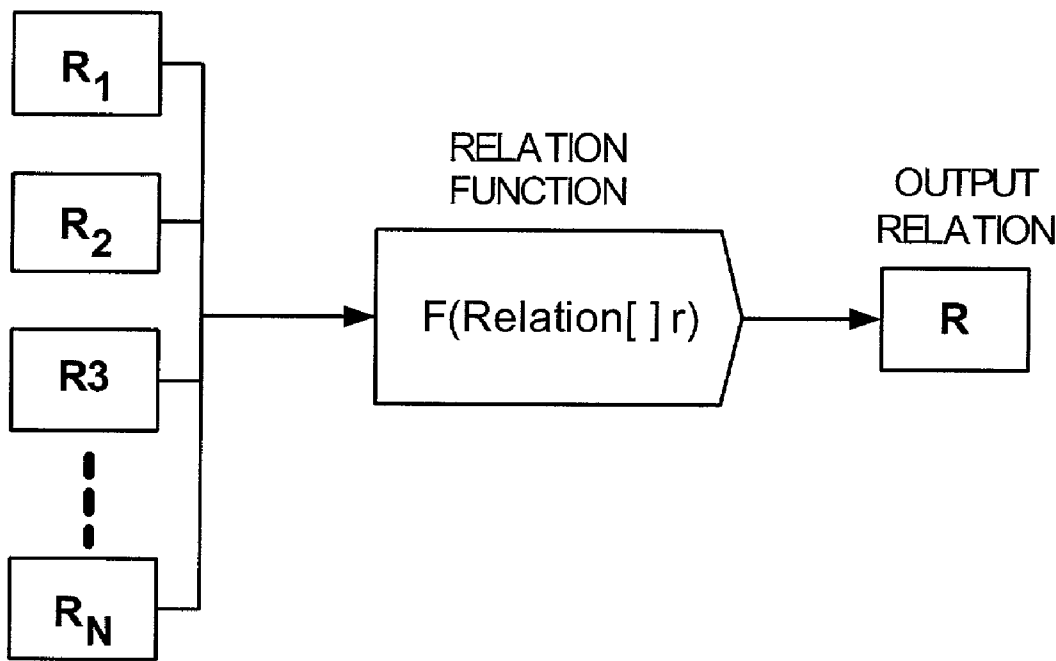 R1
R2
R3
RN
RELATION
FUNCTION
F(Relation[ ] r)
OUTPUT
RELATION
R